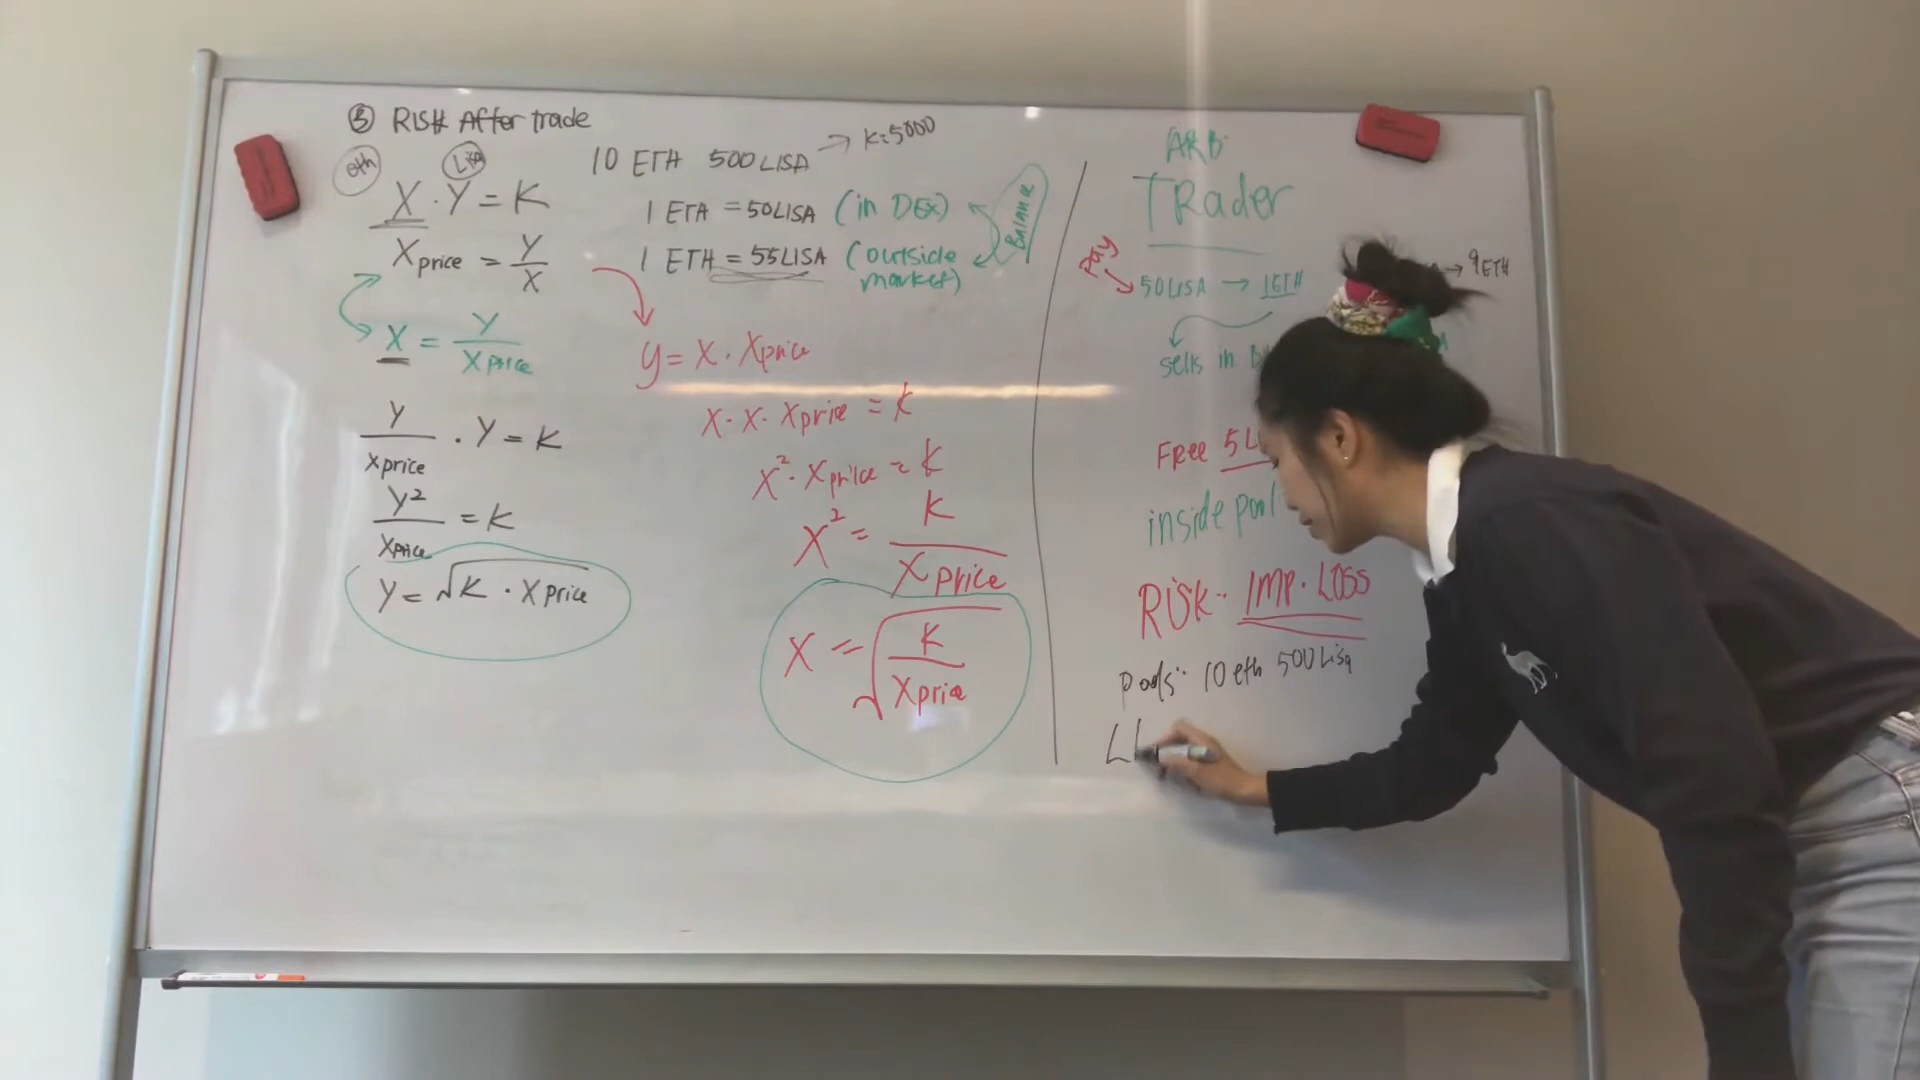 ③ RISK After trade
eth Lisa
X · Y = K
Xprice = Y/X
X = Y/Xprice
Y/xprice · Y = K
Y²/Xprice = K
Y = √K · Xprice
10 ETH 500 LISA → K=5000
1 ETH = 50LISA (in DEX)
1 ETH = 55LISA (outside market)
Balance
y = X · Xprice
X · X · Xprice = K
X² · Xprice = K
X² = K/Xprice
X = √K/Xprice
ARB.
TRader
pay
50LISA → 1ETH
→ 9ETH
sells in
Free 5
inside pool
RISK·· IMP. LOSS
pools· 10 eth 500 Lisa